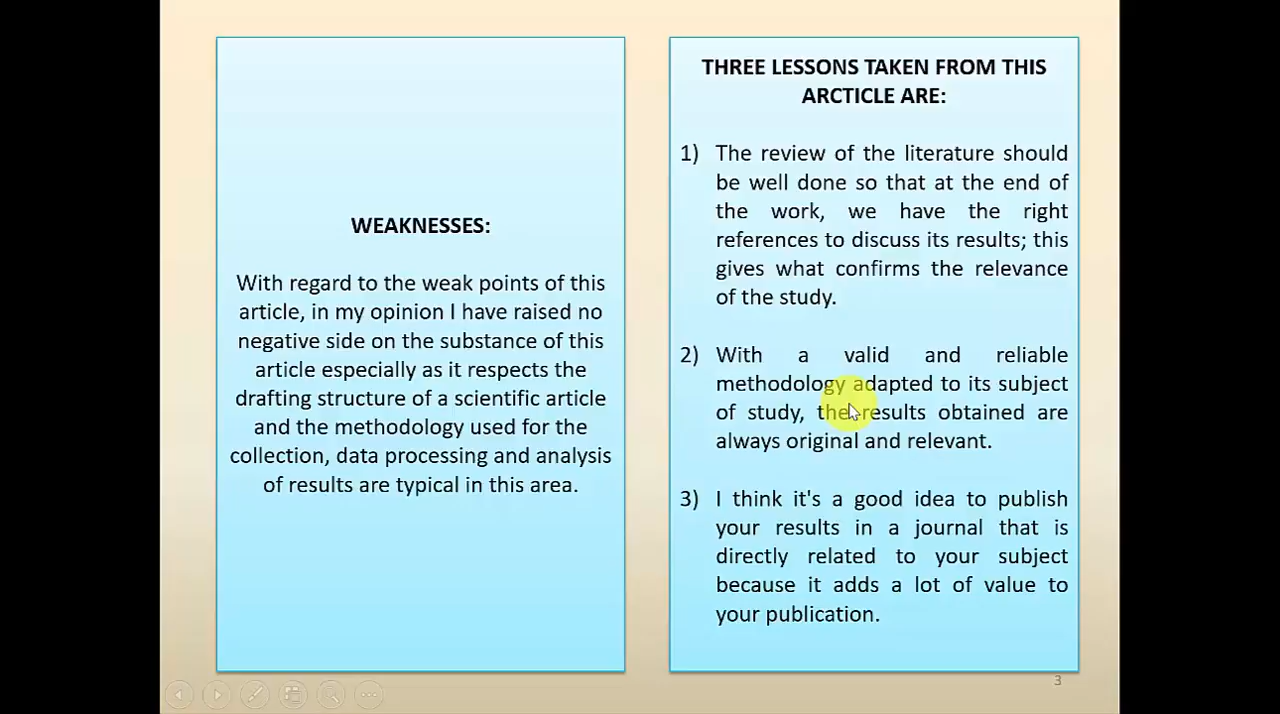 WEAKNESSES:
With regard to the weak points of this
article, in my opinion I have raised no
negative side on the substance of this
article especially as it respects the
drafting structure of a scientific article
and the methodology used for the
collection, data processing and analysis
of results are typical in this area.
THREE LESSONS TAKEN FROM THIS
ARCTICLE ARE:
1) The review of the literature should
be well done so that at the end of
the work, we have the right
references to discuss its results; this
gives what confirms the relevance
of the study.
2) With a valid and reliable
methodology adapted to its subject
of study, the results obtained are
always original and relevant.
3) I think it's a good idea to publish
your results in a journal that is
directly related to your subject
because it adds a lot of value to
your publication.
3